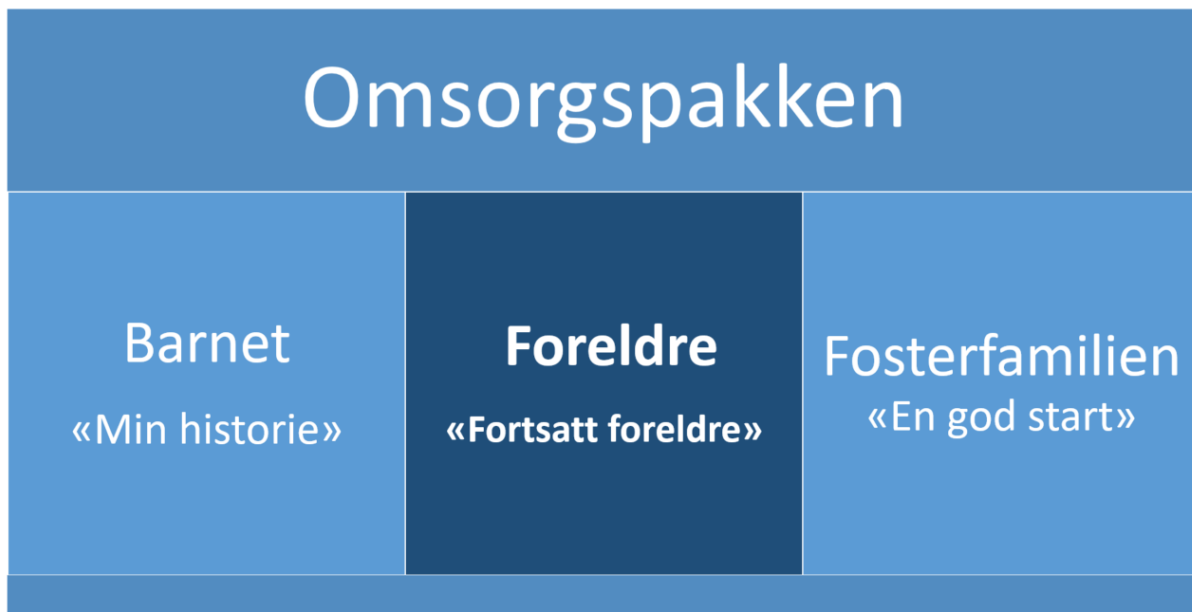 Omsorgspakken
Barnet
«Min historie»
Foreldre
«Fortsatt foreldre»
Fosterfamilien
«En god start»